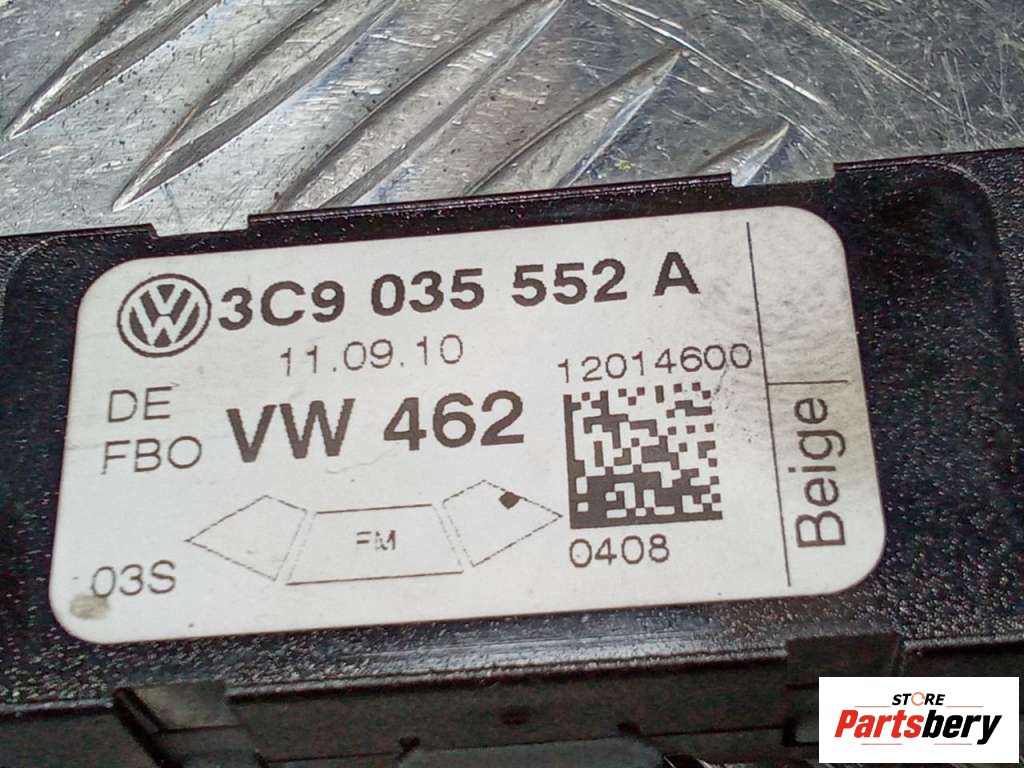 3C9 035 552 A
11.09.10
12014600
DE
FBO
VW 462
FM
03S
0408
Beige
STORE
Partsbery